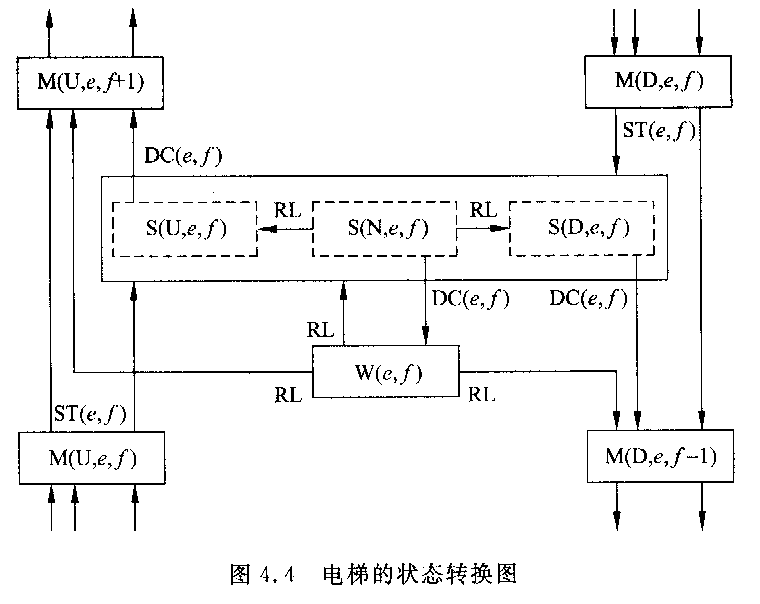 M(U,e,f+1)
M(D,e,f)
ST(e,f)
DC(e,f)
S(U,e,f)
RL
S(N,e,f)
RL
S(D,e,f)
DC(e,f)
DC(e,f)
RL
W(e,f)
RL
RL
ST(e,f)
M(U,e,f)
M(D,e,f-1)
图 4.4 电梯的状态转换图